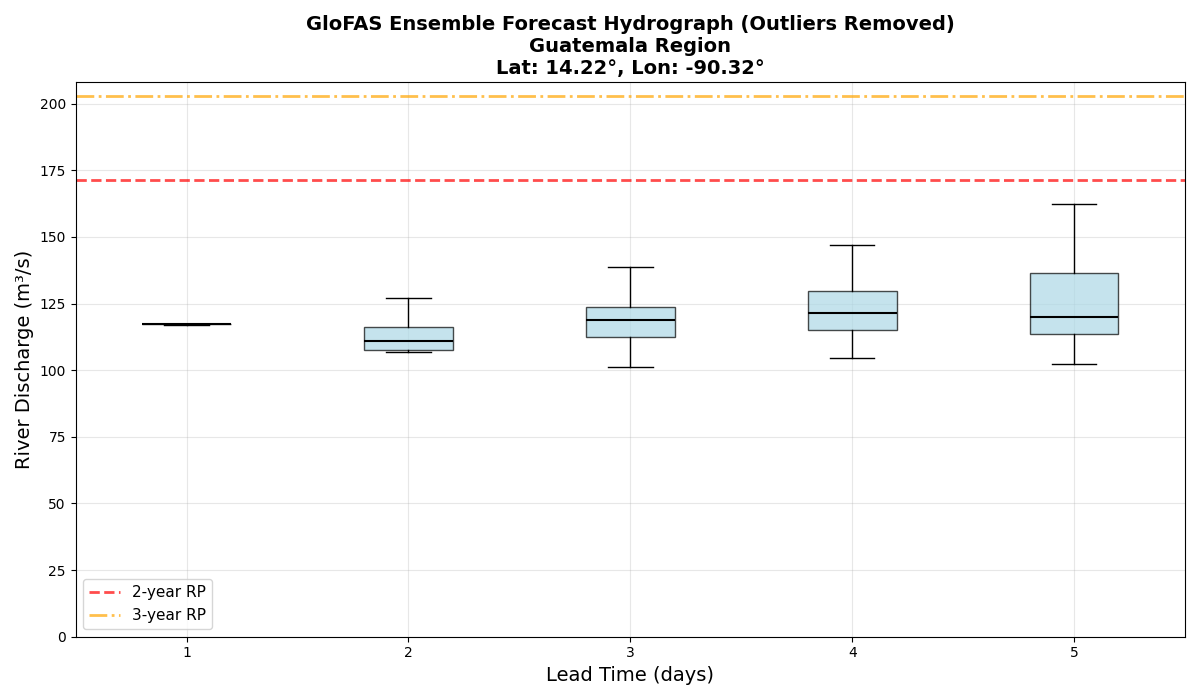 GloFAS Ensemble Forecast Hydrograph (Outliers Removed)
Guatemala Region
Lat: 14.22°, Lon: -90.32°
River Discharge (m³/s)
200
175
150
125
100
75
50
25
0
2-year RP
3-year RP
1 2 3 4 5
Lead Time (days)